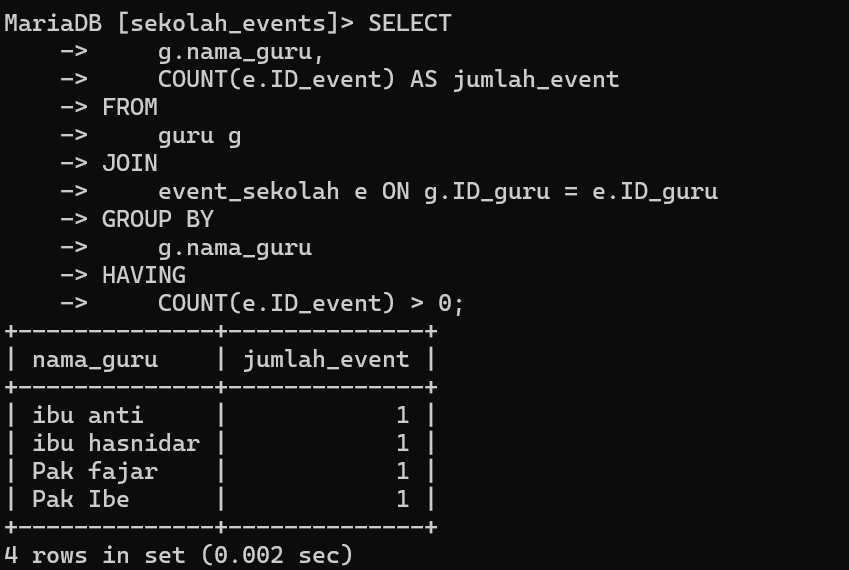 MariaDB [sekolah_events]> SELECT
    ->     g.nama_guru,
    ->     COUNT(e.ID_event) AS jumlah_event
    -> FROM
    ->     guru g
    -> JOIN
    ->     event_sekolah e ON g.ID_guru = e.ID_guru
    -> GROUP BY
    ->     g.nama_guru
    -> HAVING
    ->     COUNT(e.ID_event) > 0;
+--------------+--------------+
| nama_guru    | jumlah_event |
+--------------+--------------+
| ibu anti     |            1 |
| ibu hasnidar |            1 |
| Pak fajar    |            1 |
| Pak Ibe      |            1 |
+--------------+--------------+
4 rows in set (0.002 sec)